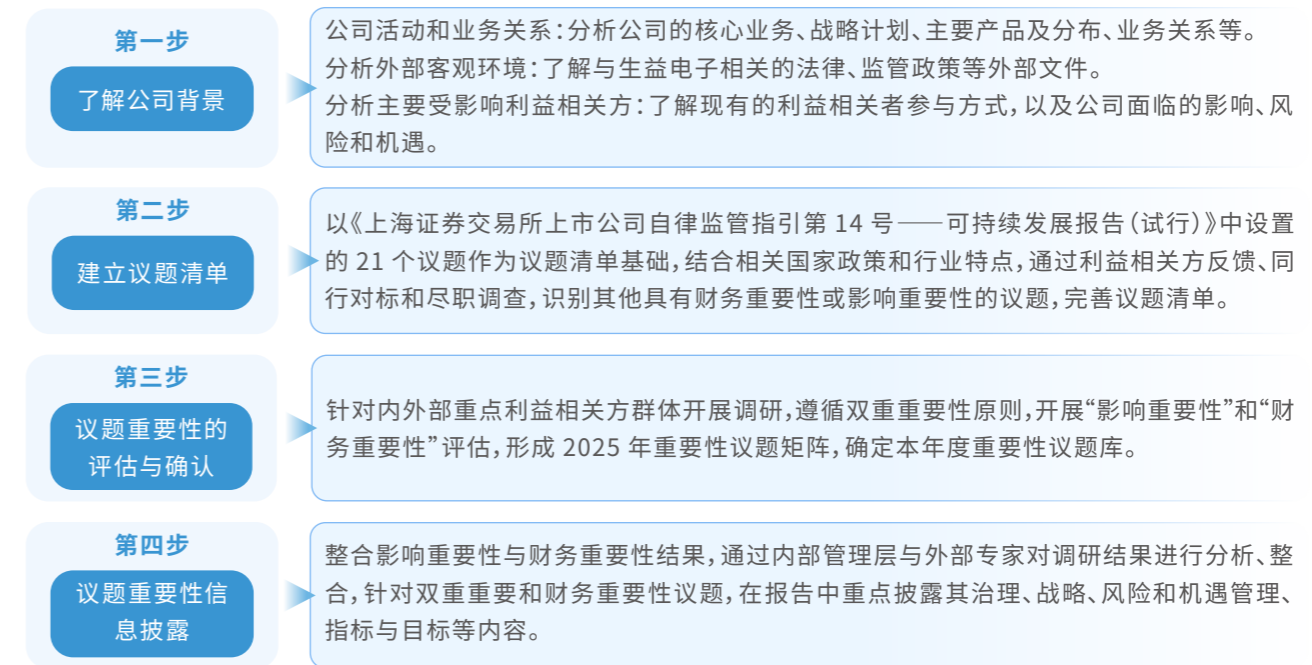 第一步
了解公司背景
公司活动和业务关系：分析公司的核心业务、战略计划、主要产品及分布、业务关系等。
分析外部客观环境：了解与生益电子相关的法律、监管政策等外部文件。
分析主要受影响利益相关方：了解现有的利益相关者参与方式，以及公司面临的影响、风
险和机遇。
第二步
建立议题清单
以《上海证券交易所上市公司自律监管指引第 14 号——可持续发展报告（试行）》中设置
的 21 个议题作为议题清单基础，结合相关国家政策和行业特点，通过利益相关方反馈、同
行对标和尽职调查，识别其他具有财务重要性或影响重要性的议题，完善议题清单。
第三步
议题重要性的
评估与确认
针对内外部重点利益相关方群体开展调研，遵循双重重要性原则，开展“影响重要性”和“财
务重要性”评估，形成 2025 年重要性议题矩阵，确定本年度重要性议题库。
第四步
议题重要性信
息披露
整合影响重要性与财务重要性结果，通过内部管理层与外部专家对调研结果进行分析、整
合，针对双重重要和财务重要性议题，在报告中重点披露其治理、战略、风险和机遇管理、
指标与目标等内容。